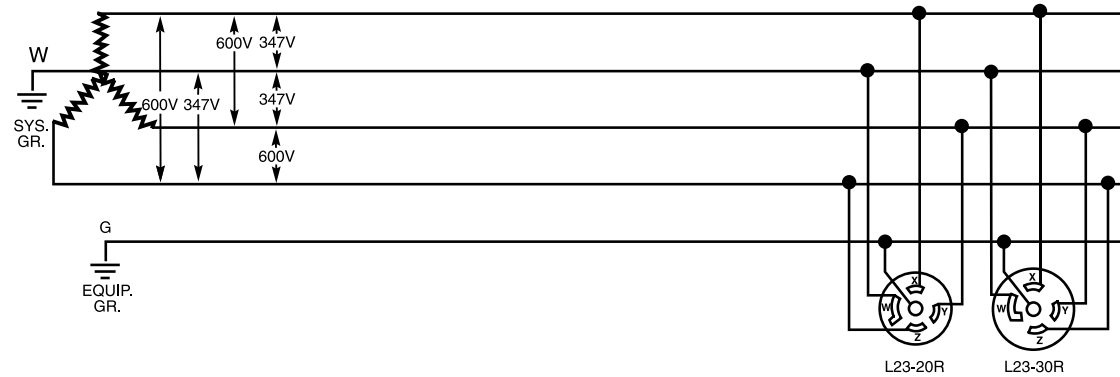 600V 347V
W
600V 347V 347V
SYS.
GR.
600V
G
EQUIP.
GR.
X
W
Y
Z
L23-20R
X
W
Y
Z
L23-30R